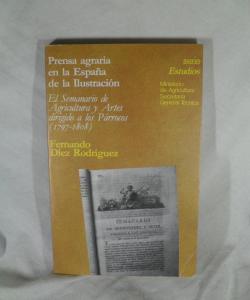 Prensa agraria
en la España
de la Ilustración
El Semanario de
Agricultura y Artes
dirigido a los Párrocos
(1797-1808)
Fernando
Díez Rodríguez
Estudios
Ministerio
de Agricultura
Secretaría
General Técnica
SEMANARIO
DE AGRICULTURA Y ARTES